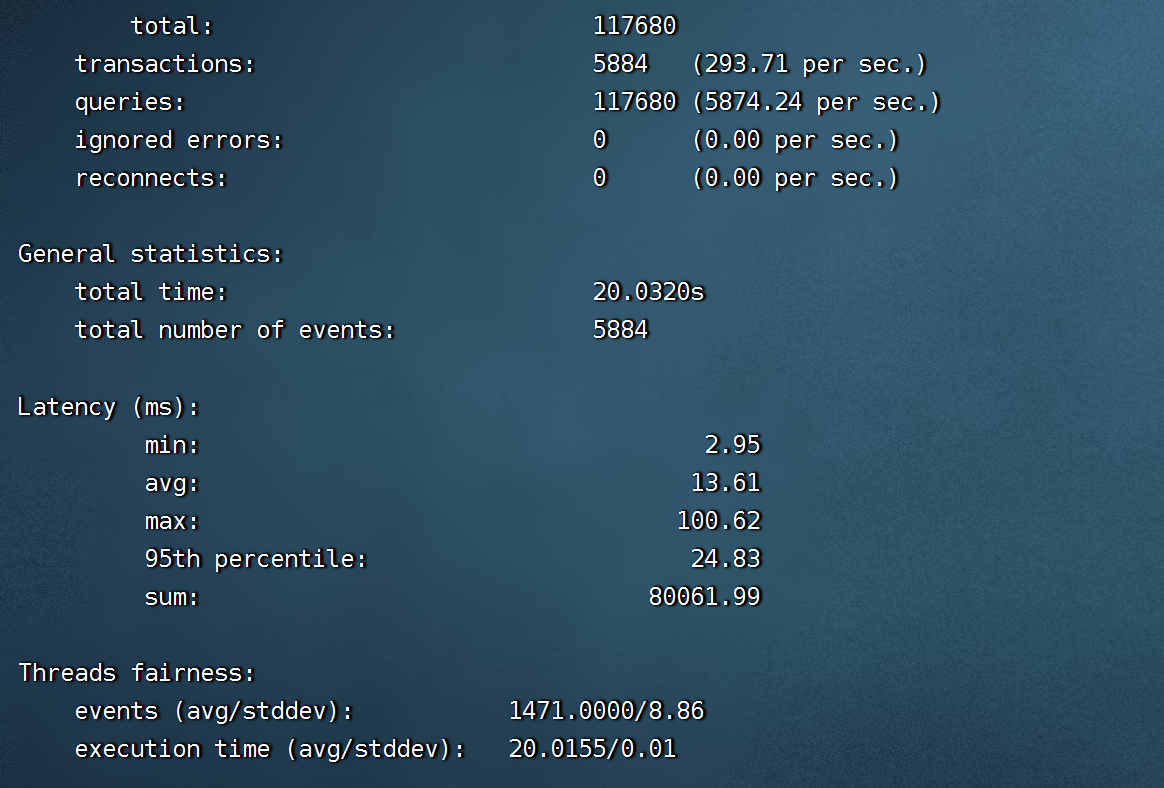 total: 117680
transactions: 5884 (293.71 per sec.)
queries: 117680 (5874.24 per sec.)
ignored errors: 0 (0.00 per sec.)
reconnects: 0 (0.00 per sec.)
General statistics:
total time: 20.0320s
total number of events: 5884
Latency (ms):
min: 2.95
avg: 13.61
max: 100.62
95th percentile: 24.83
sum: 80061.99
Threads fairness:
events (avg/stddev): 1471.0000/8.86
execution time (avg/stddev): 20.0155/0.01